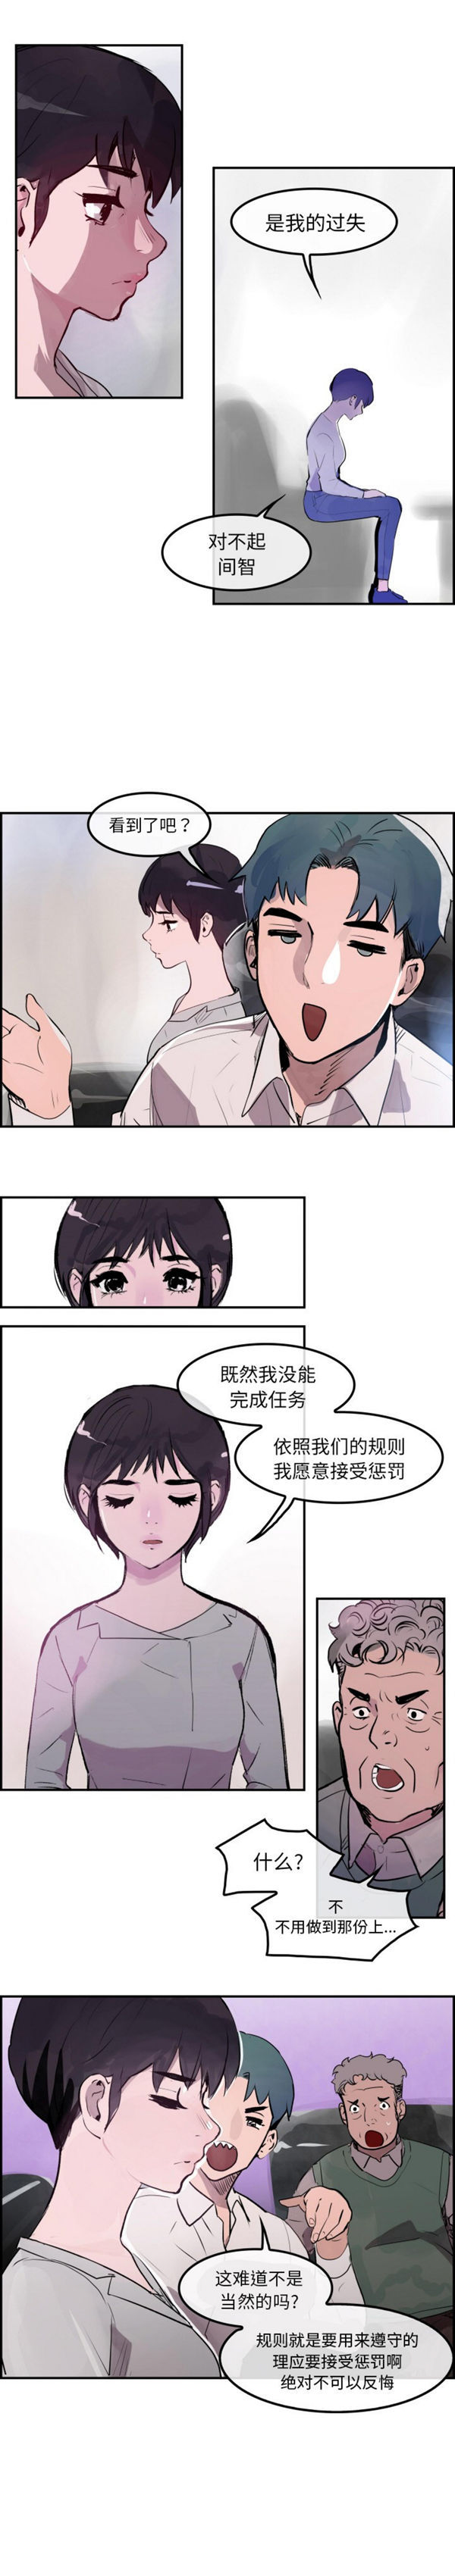 是我的过失
对不起
间智
看到了吧？
既然我没能
完成任务
依照我们的规则
我愿意接受惩罚
什么?
不
不用做到那份上...
这难道不是
当然的吗?
规则就是要用来遵守的
理应要接受惩罚啊
绝对不可以反悔